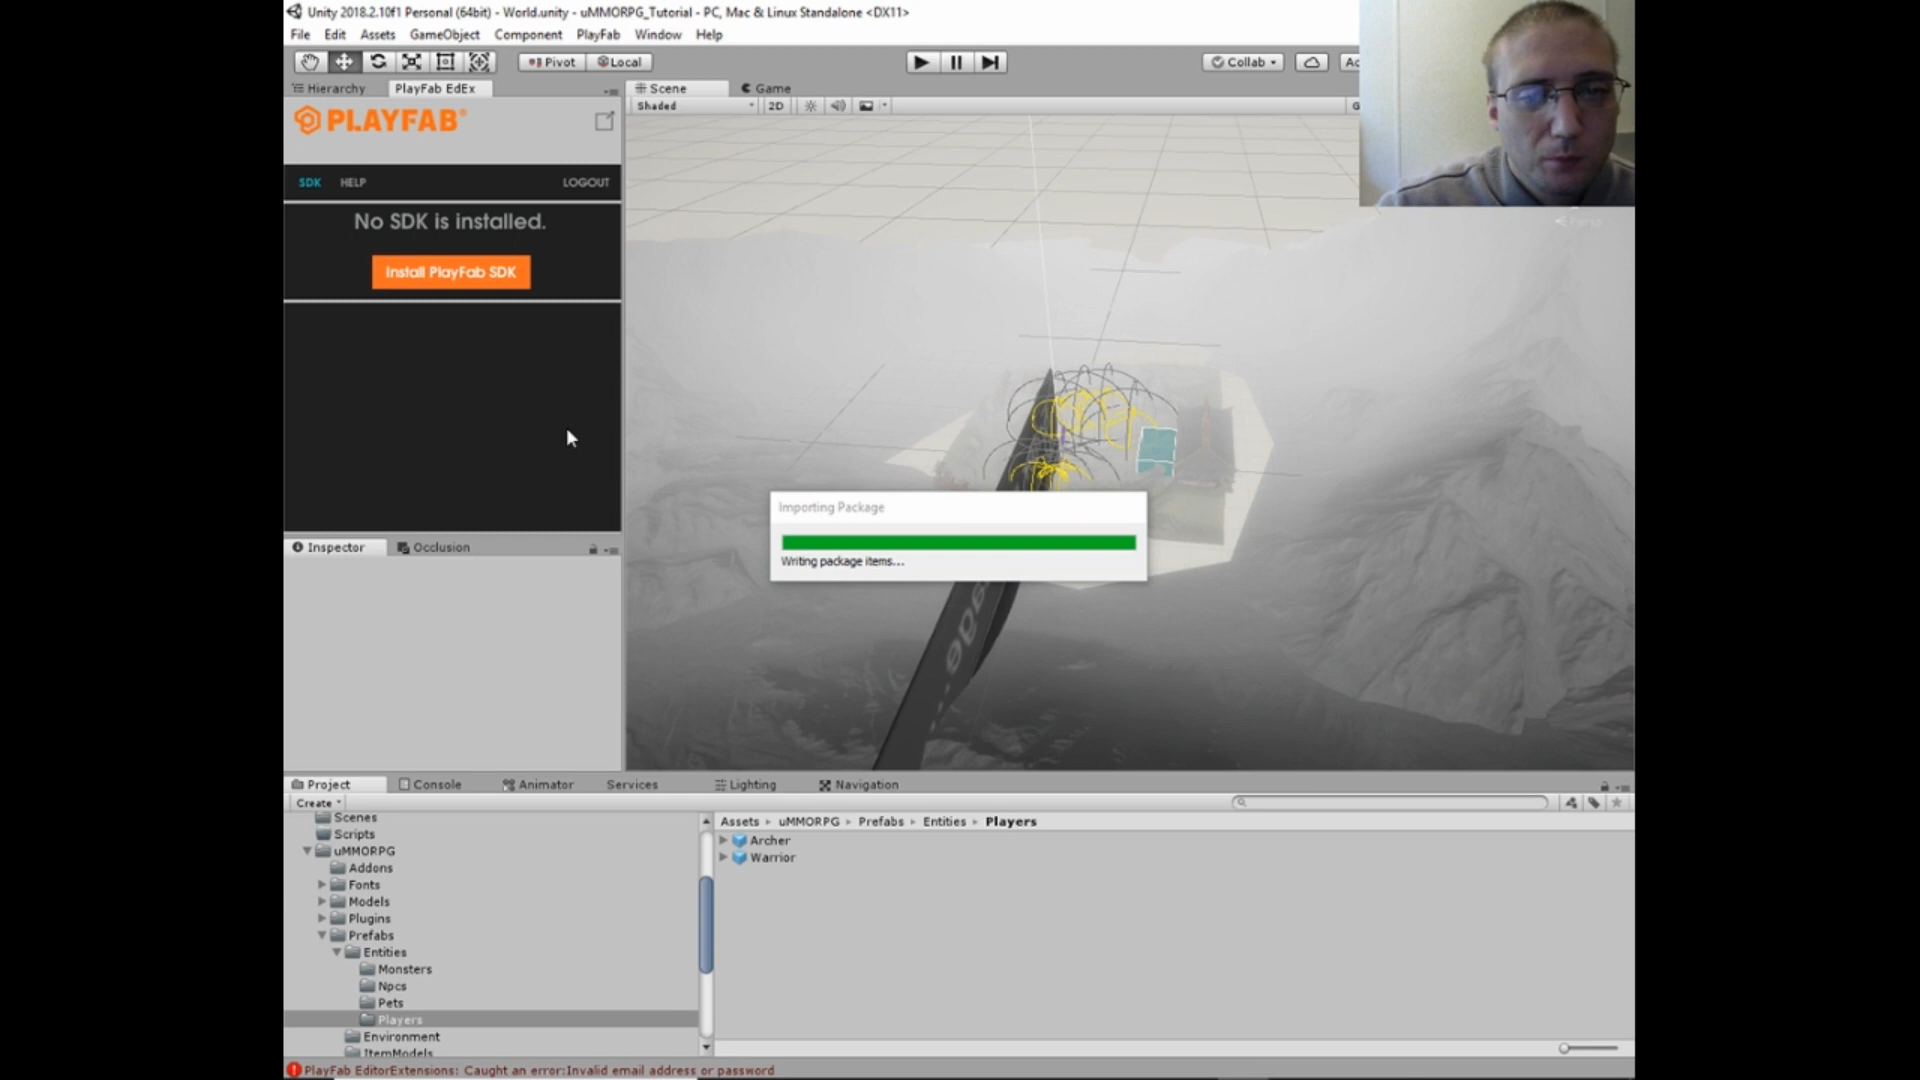 Unity 2018.2.10f1 Personal (64bit) - World.unity - uMMORPG_Tutorial - PC, Mac & Linux Standalone <DX11>
File Edit Assets GameObject Component PlayFab Window Help
Pivot Local Collab Ac
Hierarchy PlayFab EdEx Scene Game
Shaded 2D G
PLAYFAB
SDK HELP LOGOUT
No SDK is installed.
Install PlayFab SDK
Importing Package
Writing package items...
Inspector Occlusion
Project Console Animator Services Lighting Navigation
Create
Scenes
Assets uMMORPG Prefabs Entities Players
Scripts
Archer
uMMORPG
Warrior
Addons
Fonts
Models
Plugins
Prefabs
Entities
Monsters
Npcs
Pets
Players
Environment
ItemModels
PlayFab EditorExtensions: Caught an error:Invalid email address or password